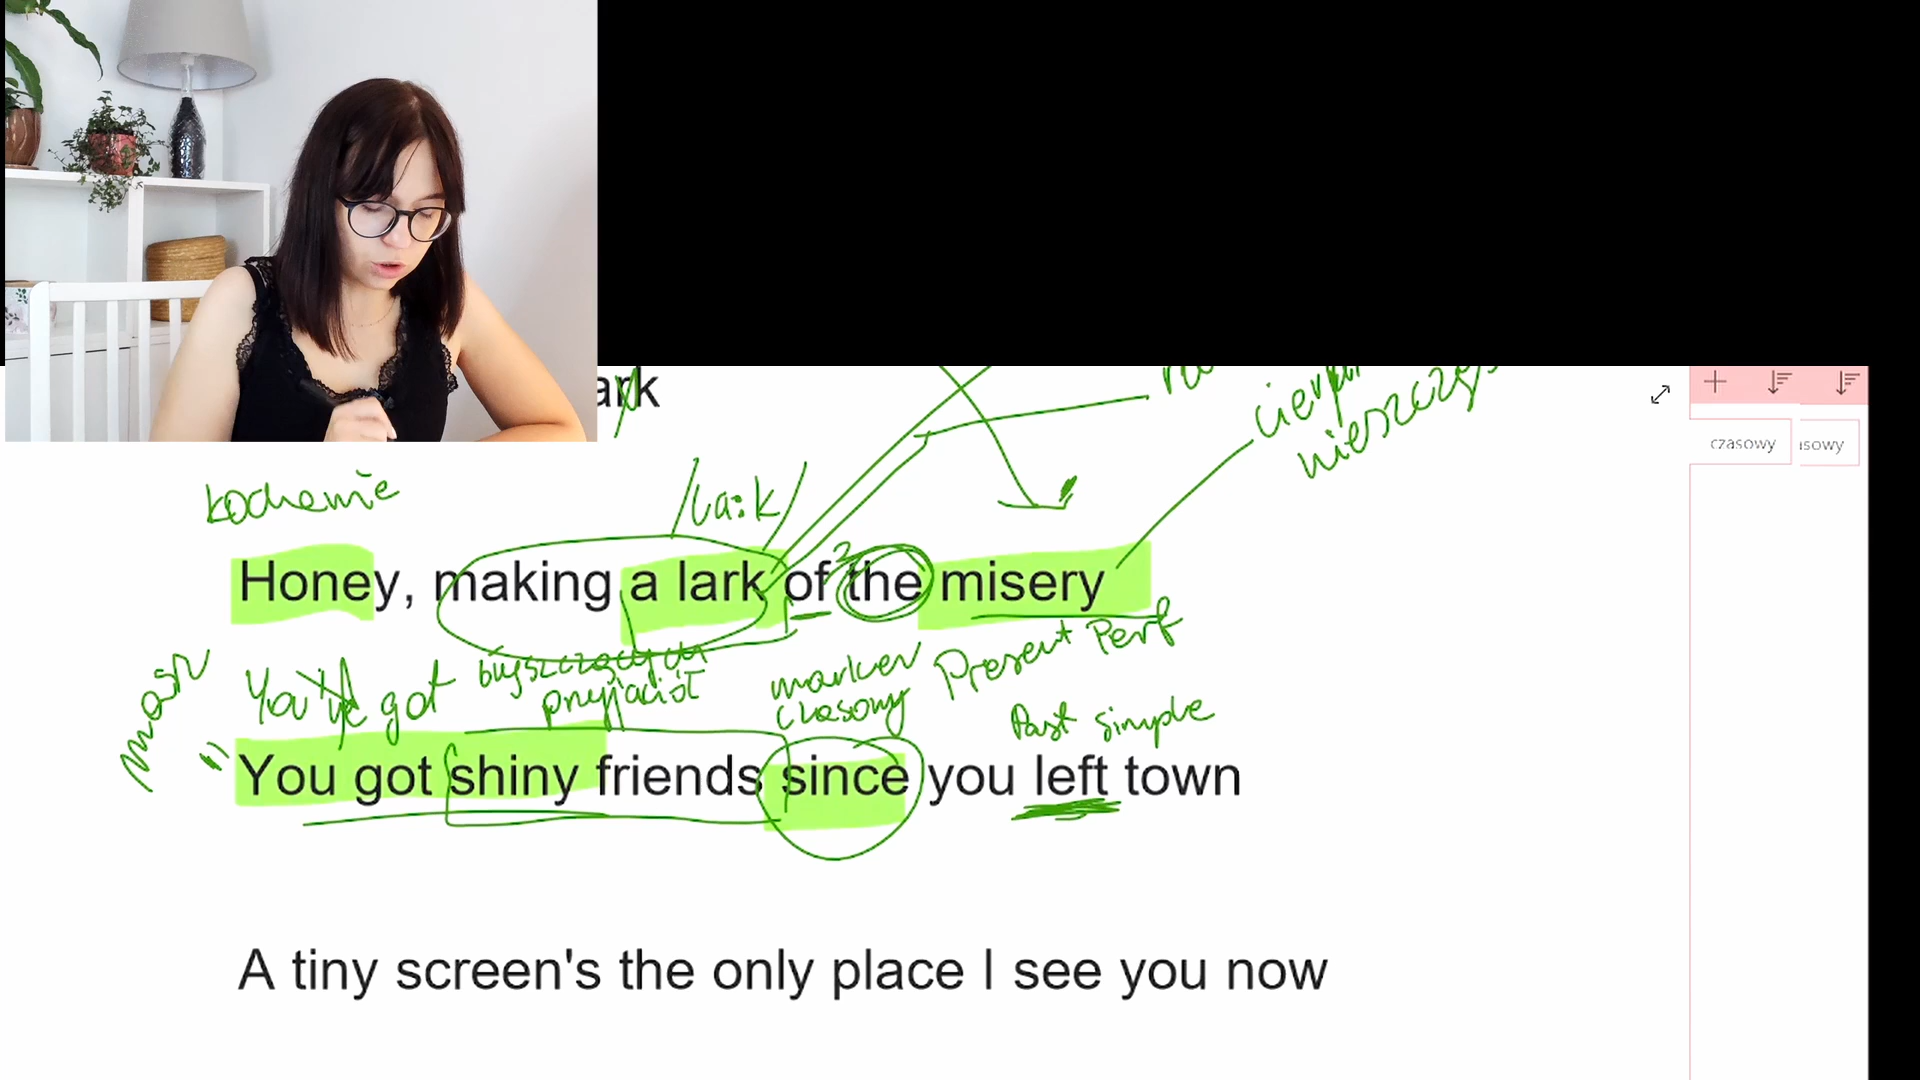 ark
czasowy
asowy
kochanie
/la:k/
Honey, making a lark of the misery
masz
You've got
błyszczących
przyjaciół
marker
czasowy
Present Perf
Past simple
You got shiny friends since you left town
A tiny screen's the only place I see you now